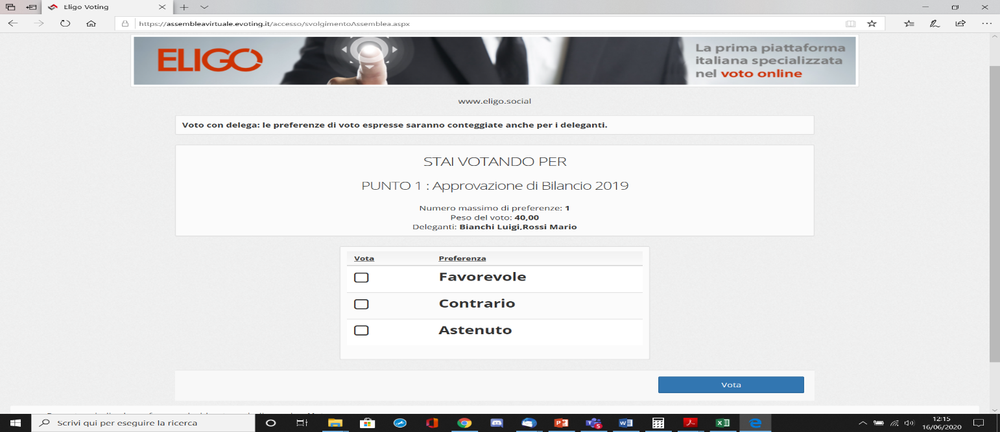 Eligo Voting
https://assembleavirtuale.evoting.it/accesso/svolgimentoAssemblea.aspx
ELIGO
La prima piattaforma
italiana specializzata
nel voto online
www.eligo.social
Voto con delega: le preferenze di voto espresse saranno conteggiate anche per i deleganti.
STAI VOTANDO PER
PUNTO 1 : Approvazione di Bilancio 2019
Numero massimo di preferenze: 1
Peso del voto: 40,00
Deleganti: Bianchi Luigi,Rossi Mario
Vota Preferenza
Favorevole
Contrario
Astenuto
Vota
Scrivi qui per eseguire la ricerca
12:15
16/06/2020